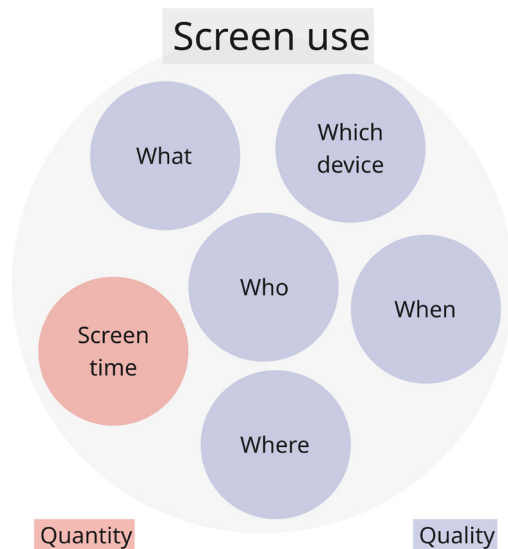 Screen use
What
Which
device
Who
When
Screen
time
Where
Quantity
Quality